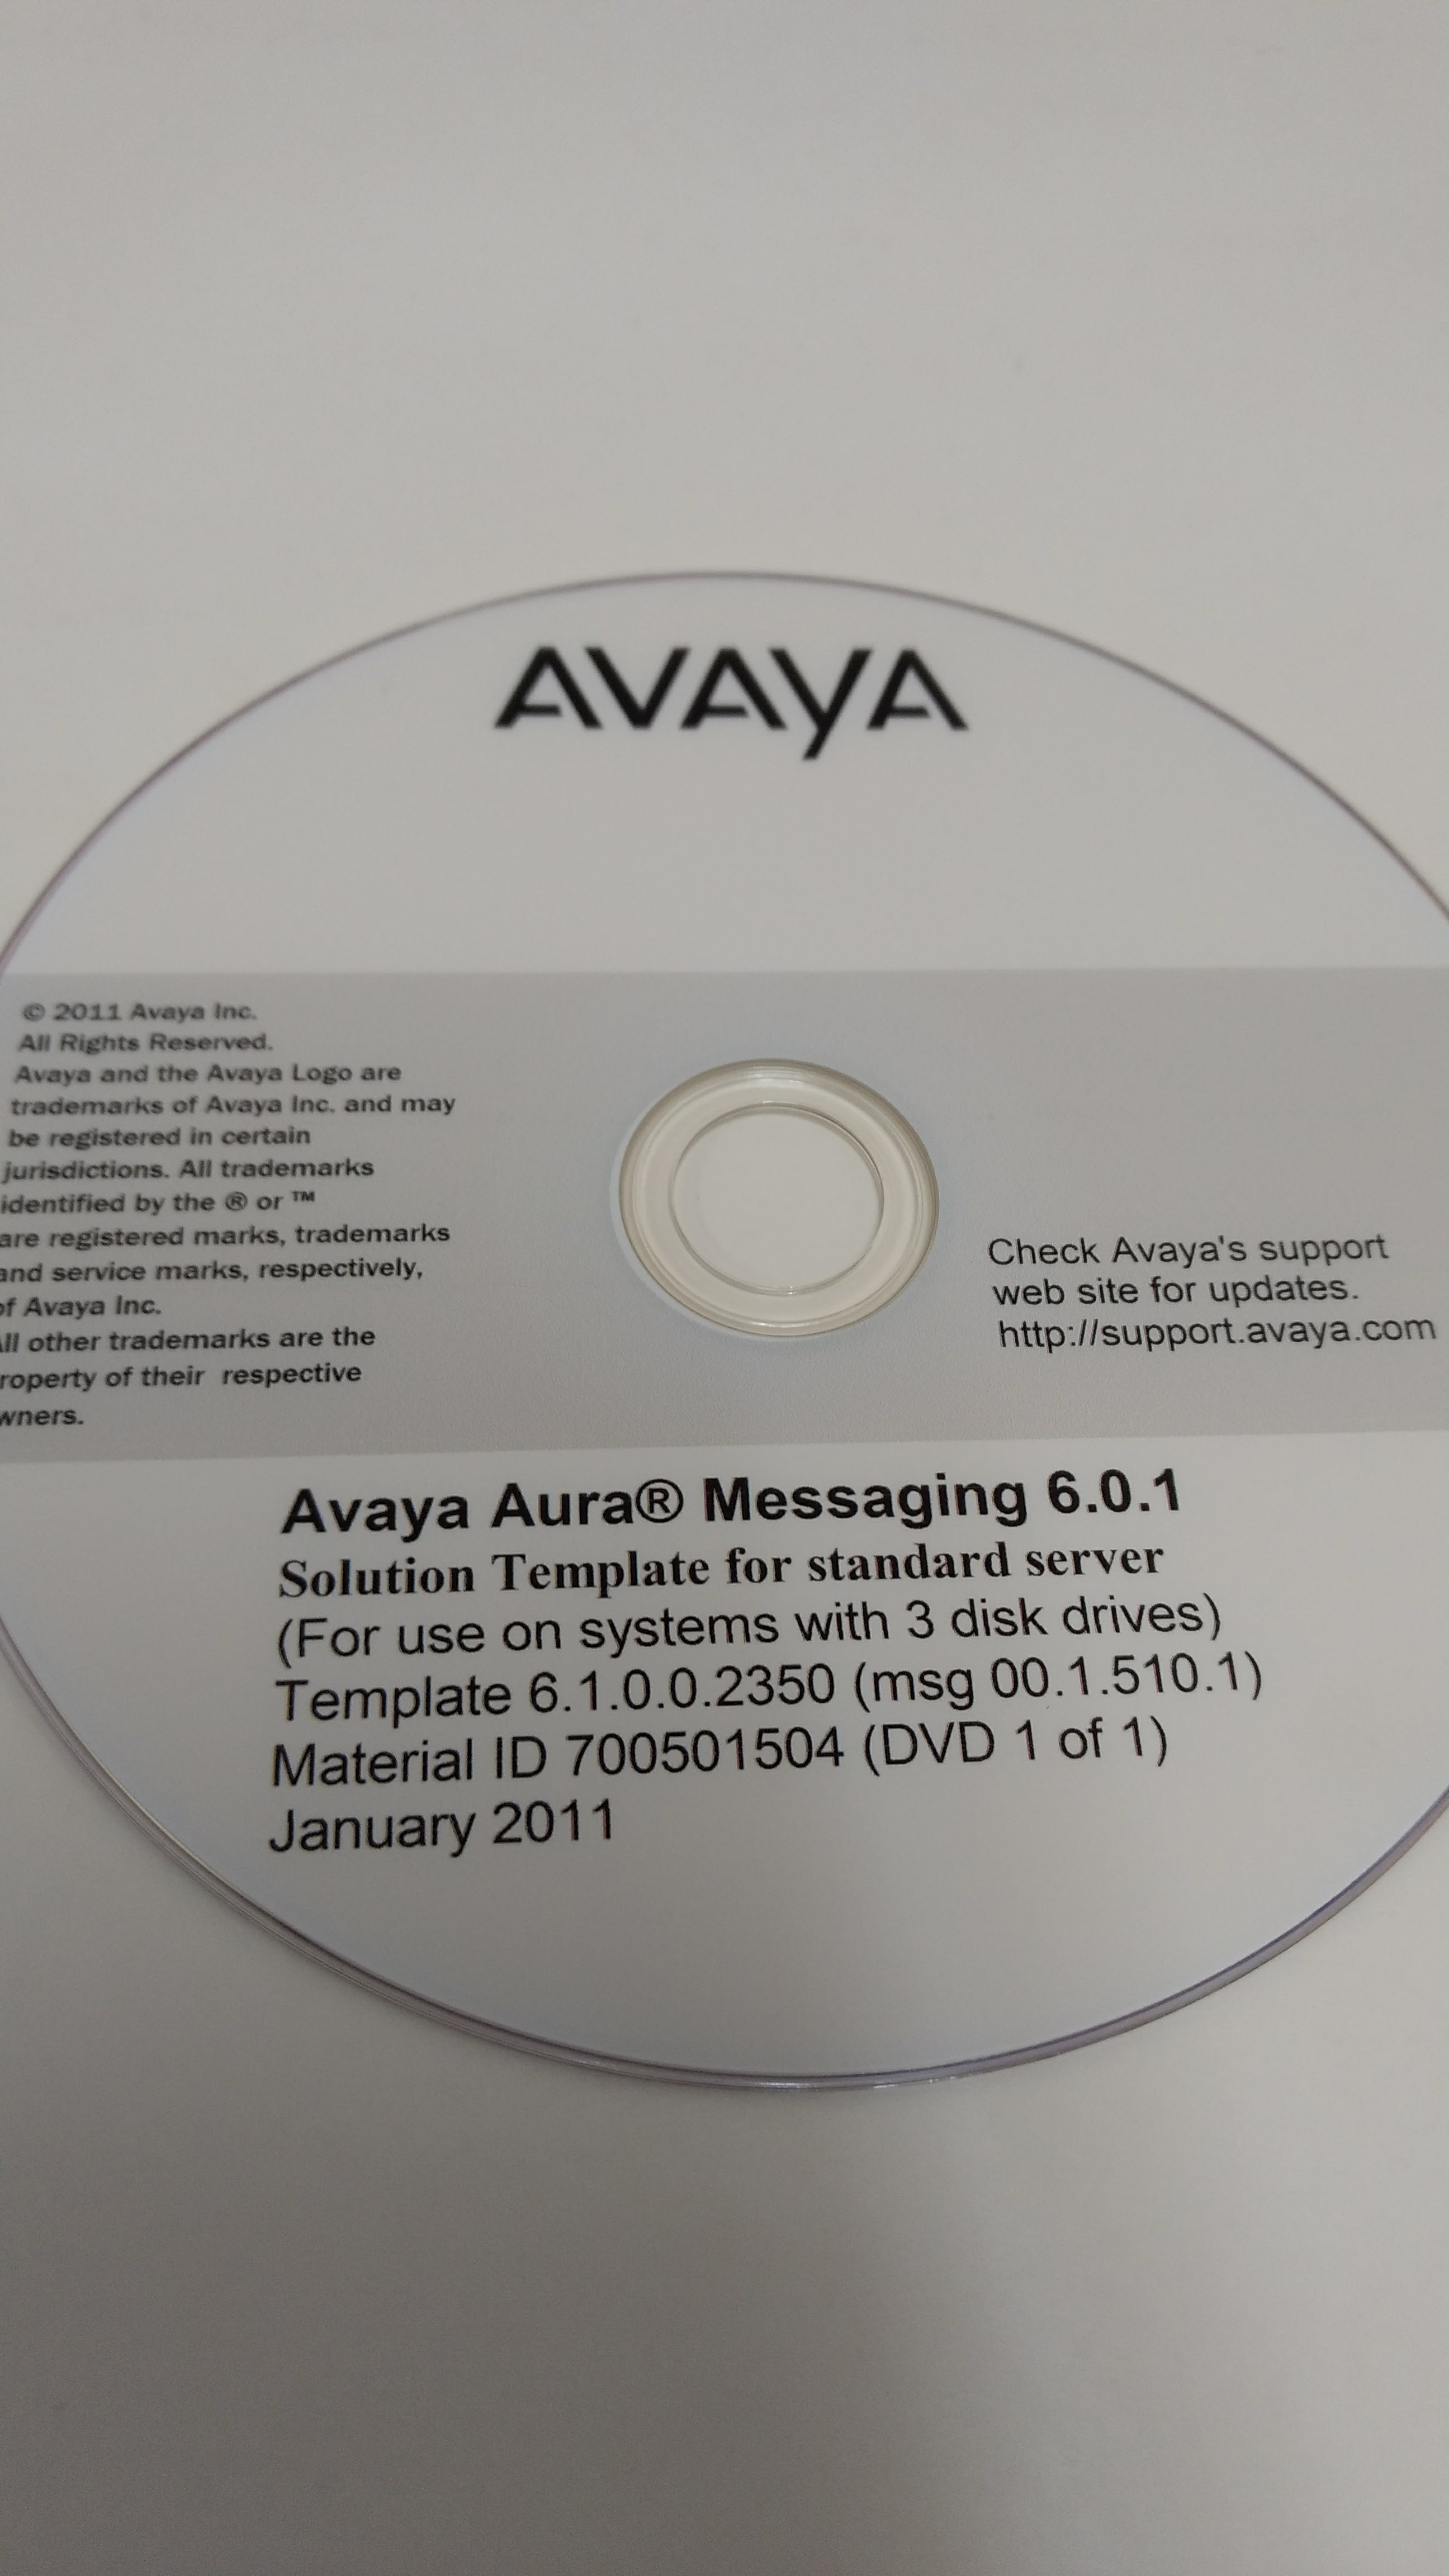 AVAYA
© 2011 Avaya Inc.
All Rights Reserved.
Avaya and the Avaya Logo are
trademarks of Avaya Inc. and may
be registered in certain
jurisdictions. All trademarks
identified by the ® or ™
are registered marks, trademarks
and service marks, respectively,
of Avaya Inc.
All other trademarks are the
property of their respective
owners.
Check Avaya's support
web site for updates.
http://support.avaya.com
Avaya Aura® Messaging 6.0.1
Solution Template for standard server
(For use on systems with 3 disk drives)
Template 6.1.0.0.2350 (msg 00.1.510.1)
Material ID 700501504 (DVD 1 of 1)
January 2011